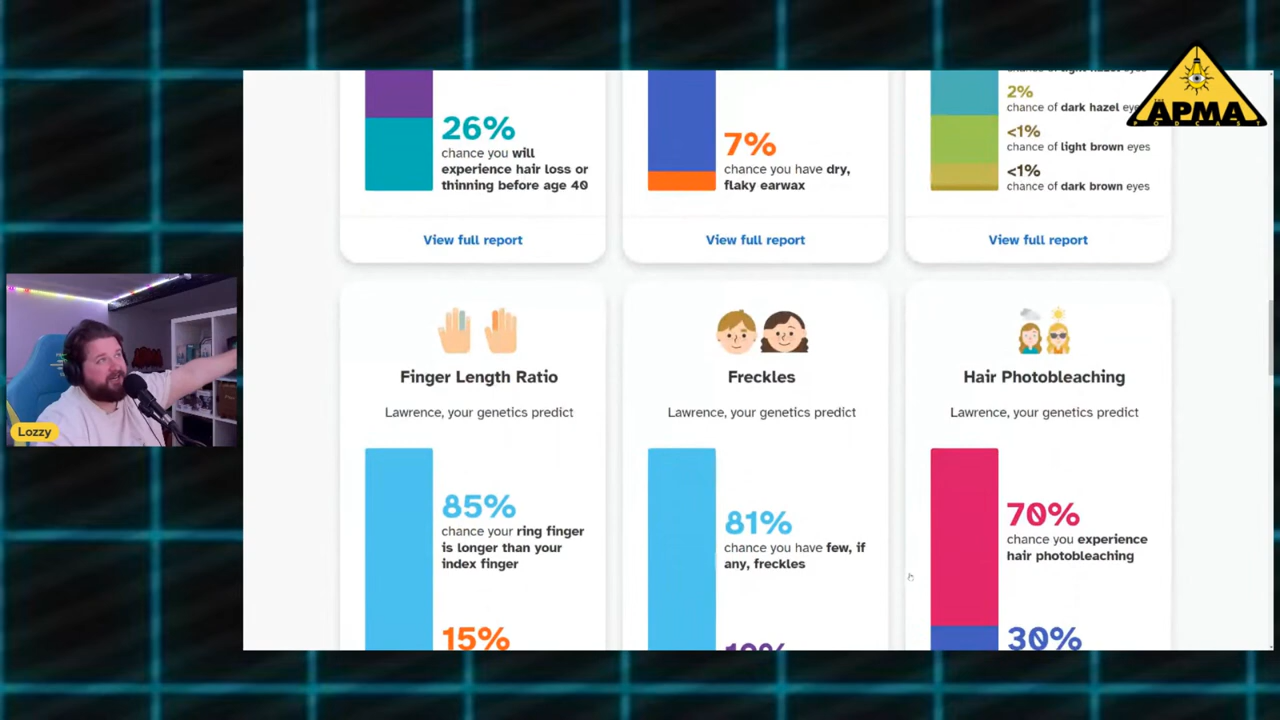 26%
chance you will
experience hair loss or
thinning before age 40
View full report
7%
chance you have dry,
flaky earwax
View full report
2%
chance of dark hazel eye
<1%
chance of light brown eyes
<1%
chance of dark brown eyes
View full report
APMA
PODCAST
Lozzy
Finger Length Ratio
Lawrence, your genetics predict
85%
chance your ring finger
is longer than your
index finger
15%
Freckles
Lawrence, your genetics predict
81%
chance you have few, if
any, freckles
Hair Photobleaching
Lawrence, your genetics predict
70%
chance you experience
hair photobleaching
30%